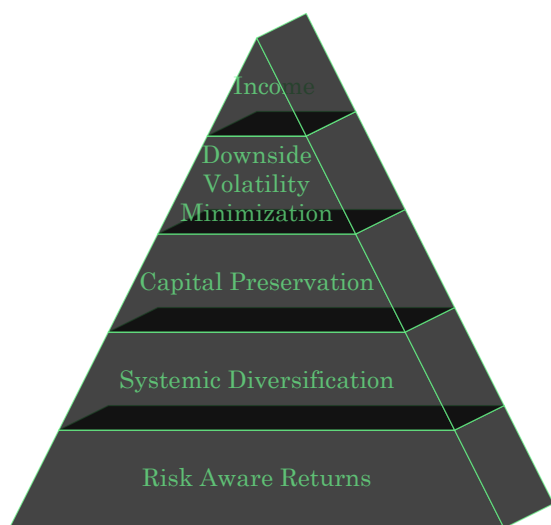 Income
Downside
Volatility
Minimization
Capital Preservation
Systemic Diversification
Risk Aware Returns